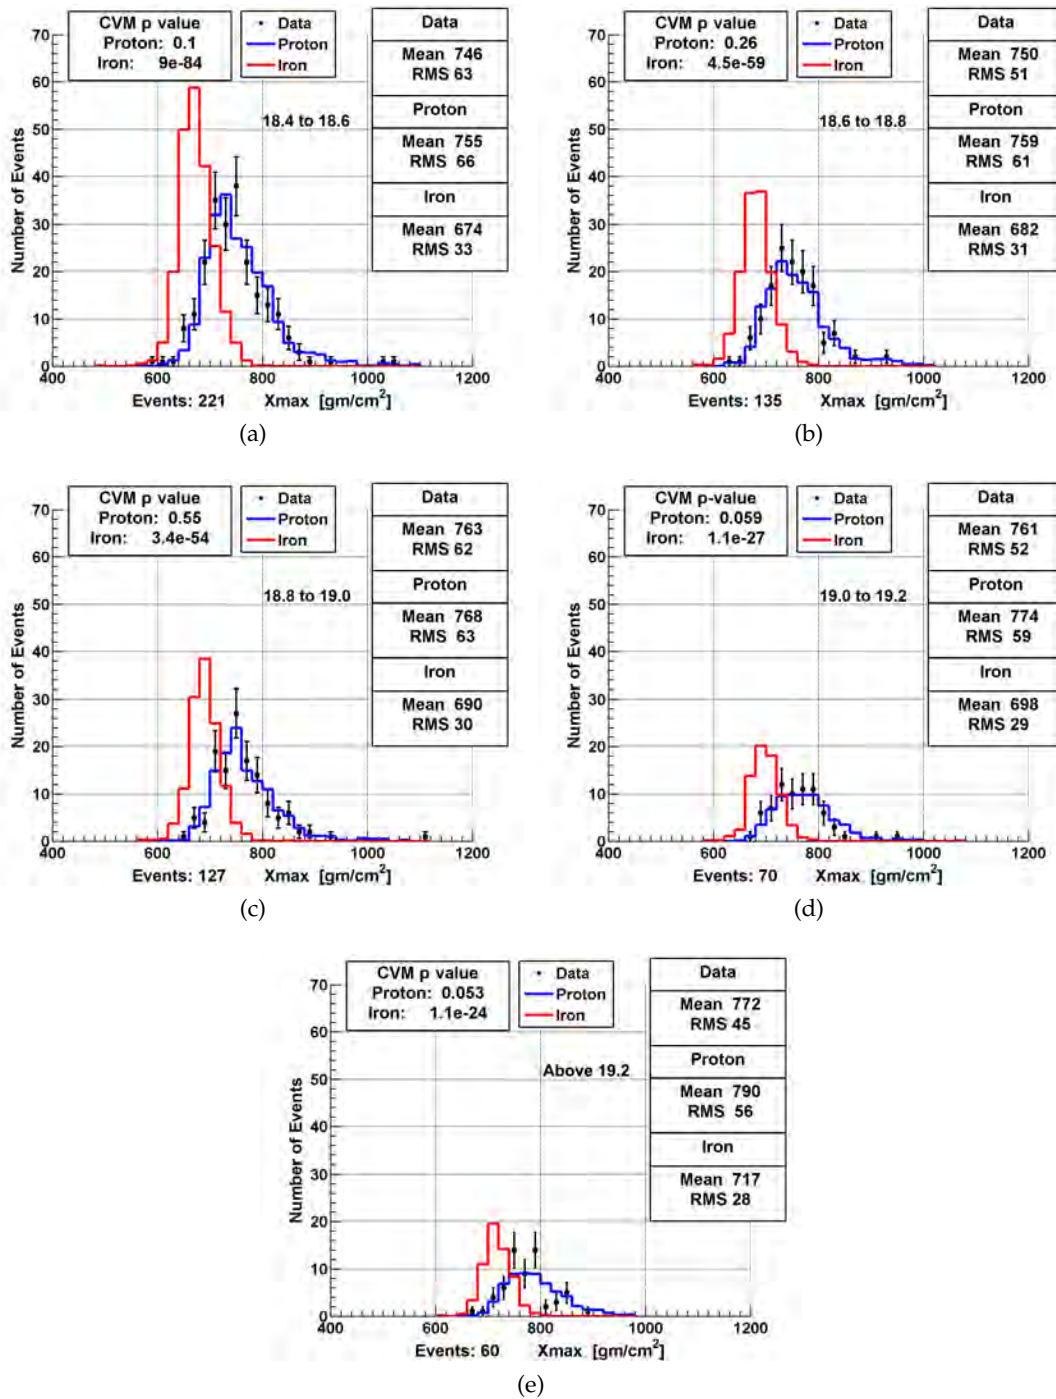 CVM p value
Proton: 0.1
Iron: 9e-84
Data
Proton
Iron
Data
Mean 746
RMS 63
Proton
Mean 755
RMS 66
Iron
Mean 674
RMS 33
18.4 to 18.6
Number of Events
70
60
50
40
30
20
10
0
400 600 800 1000 1200
Events: 221 Xmax [gm/cm²]
(a)
CVM p value
Proton: 0.26
Iron: 4.5e-59
Data
Proton
Iron
Data
Mean 750
RMS 51
Proton
Mean 759
RMS 61
Iron
Mean 682
RMS 31
18.6 to 18.8
Number of Events
70
60
50
40
30
20
10
0
400 600 800 1000 1200
Events: 135 Xmax [gm/cm²]
(b)
CVM p value
Proton: 0.55
Iron: 3.4e-54
Data
Proton
Iron
Data
Mean 763
RMS 62
Proton
Mean 768
RMS 63
Iron
Mean 690
RMS 30
18.8 to 19.0
Number of Events
70
60
50
40
30
20
10
0
400 600 800 1000 1200
Events: 127 Xmax [gm/cm²]
(c)
CVM p-value
Proton: 0.059
Iron: 1.1e-27
Data
Proton
Iron
Data
Mean 761
RMS 52
Proton
Mean 774
RMS 59
Iron
Mean 698
RMS 29
19.0 to 19.2
Number of Events
70
60
50
40
30
20
10
0
400 600 800 1000 1200
Events: 70 Xmax [gm/cm²]
(d)
CVM p value
Proton: 0.053
Iron: 1.1e-24
Data
Proton
Iron
Data
Mean 772
RMS 45
Proton
Mean 790
RMS 56
Iron
Mean 717
RMS 28
Above 19.2
Number of Events
70
60
50
40
30
20
10
0
400 600 800 1000 1200
Events: 60 Xmax [gm/cm²]
(e)